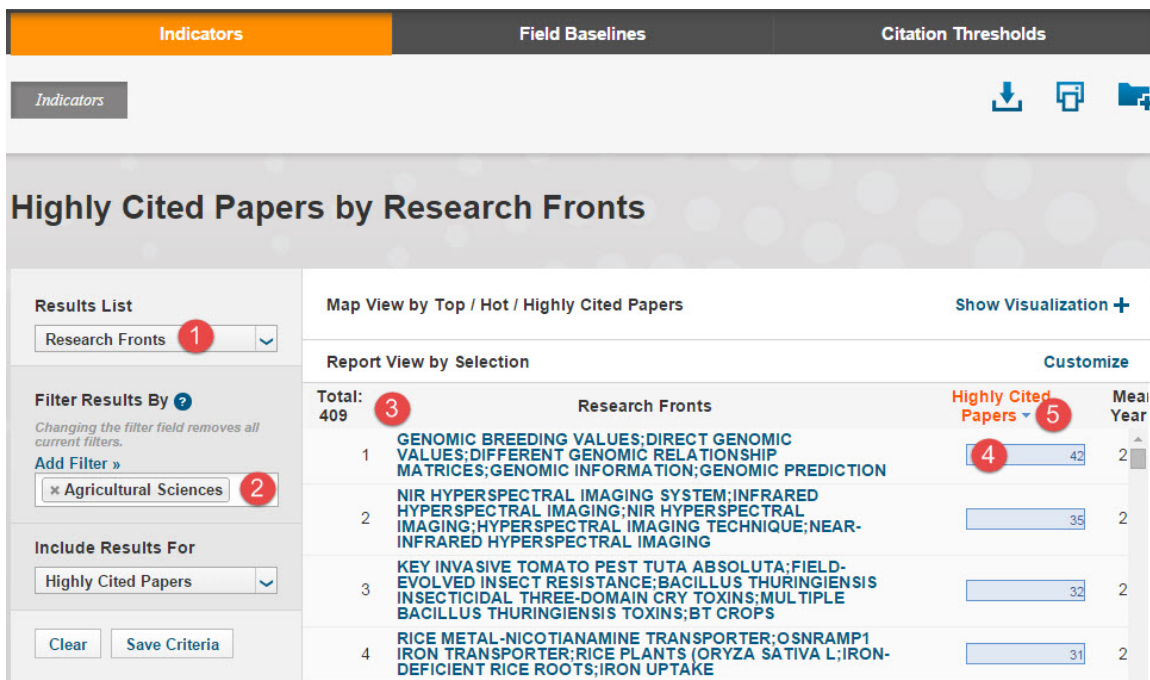 Indicators
Field Baselines
Citation Thresholds
Indicators
Highly Cited Papers by Research Fronts
Results List
Research Fronts
1
Filter Results By ?
Changing the filter field removes all
current filters.
Add Filter »
× Agricultural Sciences
2
Include Results For
Highly Cited Papers
Clear
Save Criteria
Map View by Top / Hot / Highly Cited Papers
Show Visualization +
Report View by Selection
Customize
Total:
409
3
Research Fronts
Highly Cited
Papers
5
Year
1
GENOMIC BREEDING VALUES;DIRECT GENOMIC
VALUES;DIFFERENT GENOMIC RELATIONSHIP
MATRICES;GENOMIC INFORMATION;GENOMIC PREDICTION
4
42
2
2
NIR HYPERSPECTRAL IMAGING SYSTEM;INFRARED
HYPERSPECTRAL IMAGING;NIR HYPERSPECTRAL
IMAGING;HYPERSPECTRAL IMAGING TECHNIQUE;NEAR-
INFRARED HYPERSPECTRAL IMAGING
35
2
3
KEY INVASIVE TOMATO PEST TUTA ABSOLUTA;FIELD-
EVOLVED INSECT RESISTANCE;BACILLUS THURINGIENSIS
INSECTICIDAL THREE-DOMAIN CRY TOXINS;MULTIPLE
BACILLUS THURINGIENSIS TOXINS;BT CROPS
32
2
4
RICE METAL-NICOTIANAMINE TRANSPORTER;OSNRAMP1
IRON TRANSPORTER;RICE PLANTS (ORYZA SATIVA L;IRON-
DEFICIENT RICE ROOTS;IRON UPTAKE
31
2